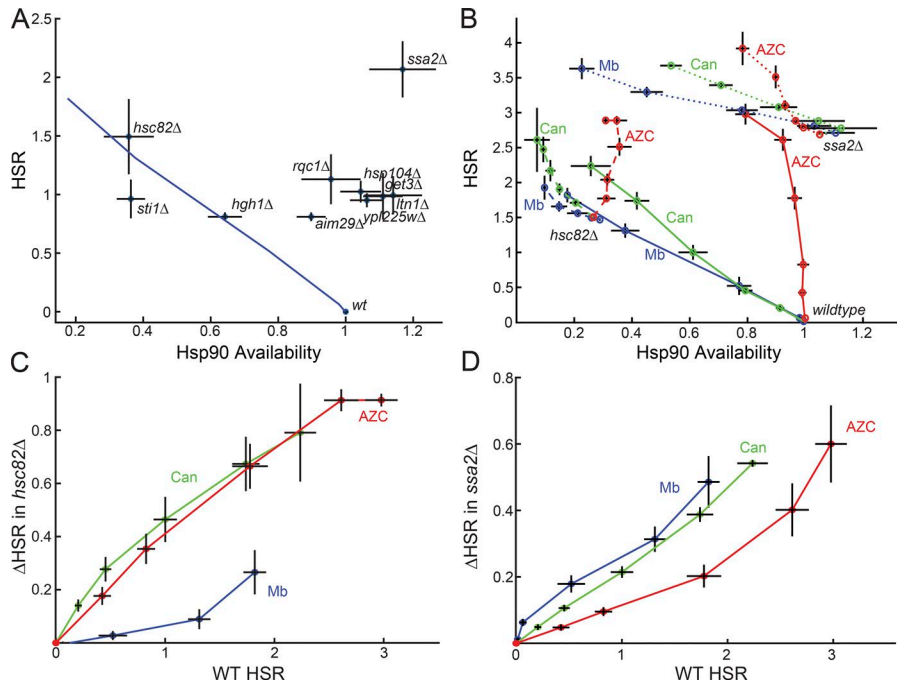 A
2.5
2
1.5
1
0.5
0
HSR
ssa2Δ
hsc82Δ
rqc1Δ
hsp104Δ
get3Δ
sti1Δ
hgh1Δ
aim29Δ
ypl225wΔ
ltn1Δ
wt
0.2
0.4
0.6
0.8
1
1.2
Hsp90 Availability
B
4
3.5
3
2.5
2
1.5
1
0.5
0
HSR
AZC
Mb
Can
ssa2Δ
Can
AZC
AZC
Mb
hsc82Δ
Can
Mb
wildtype
0.2
0.4
0.6
0.8
1
1.2
Hsp90 Availability
C
1
0.8
0.6
0.4
0.2
ΔHSR in hsc82Δ
AZC
Can
Mb
0
1
2
3
WT HSR
D
0.8
0.6
0.4
0.2
0
ΔHSR in ssa2Δ
AZC
Can
Mb
0
1
2
3
WT HSR